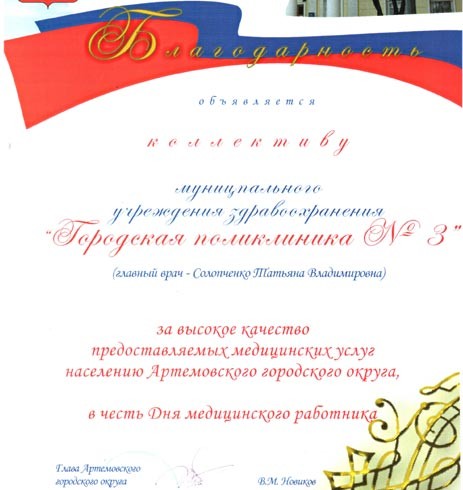 Благодарность
объявляется
коллективу
муниципального
учреждения здравоохранения
"Городская поликлиника № 3"
(главный врач - Солопченко Татьяна Владимировна)
за высокое качество
предоставляемых медицинских услуг
населению Артемовского городского округа,
в честь Дня медицинского работника
Глава Артемовского
городского округа В.М. Новиков